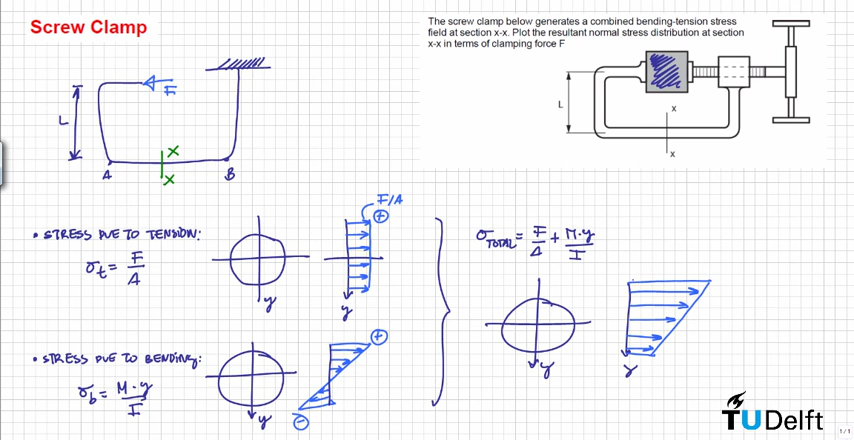 Screw Clamp
The screw clamp below generates a combined bending-tension stress
field at section x-x. Plot the resultant normal stress distribution at section
x-x in terms of clamping force F
F
L
A
X
X
B
L
x
x
• STRESS DUE TO TENSION:
σt = F/A
y
F/A
+
y
• STRESS DUE TO BENDING:
σb = M·y/I
y
+
−
σTOTAL = F/A + M·y/I
y
y
TU Delft
1 / 1